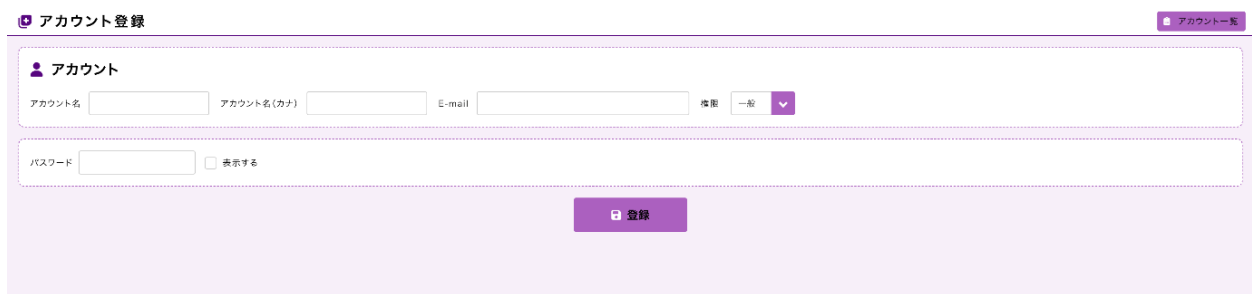 アカウント登録
アカウント一覧
アカウント
アカウント名 アカウント名(カナ) E-mail 権限 一般
パスワード 表示する
登録